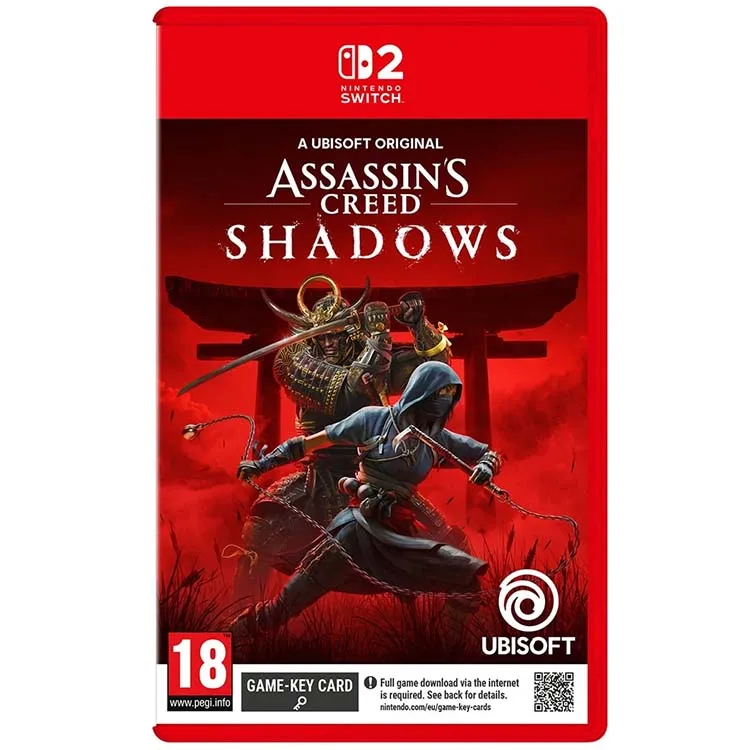 2
NINTENDO
SWITCH
A UBISOFT ORIGINAL
ASSASSIN'S
CREED
SHADOWS
UBISOFT
18
www.pegi.info
GAME-KEY CARD
Full game download via the internet
is required. See back for details.
nintendo.com/eu/game-key-cards